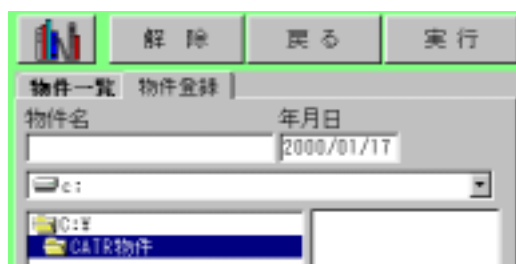 解除 戻る 実行
物件一覧 物件登録
物件名 年月日
2000/01/17
c:
C:¥
CATR物件